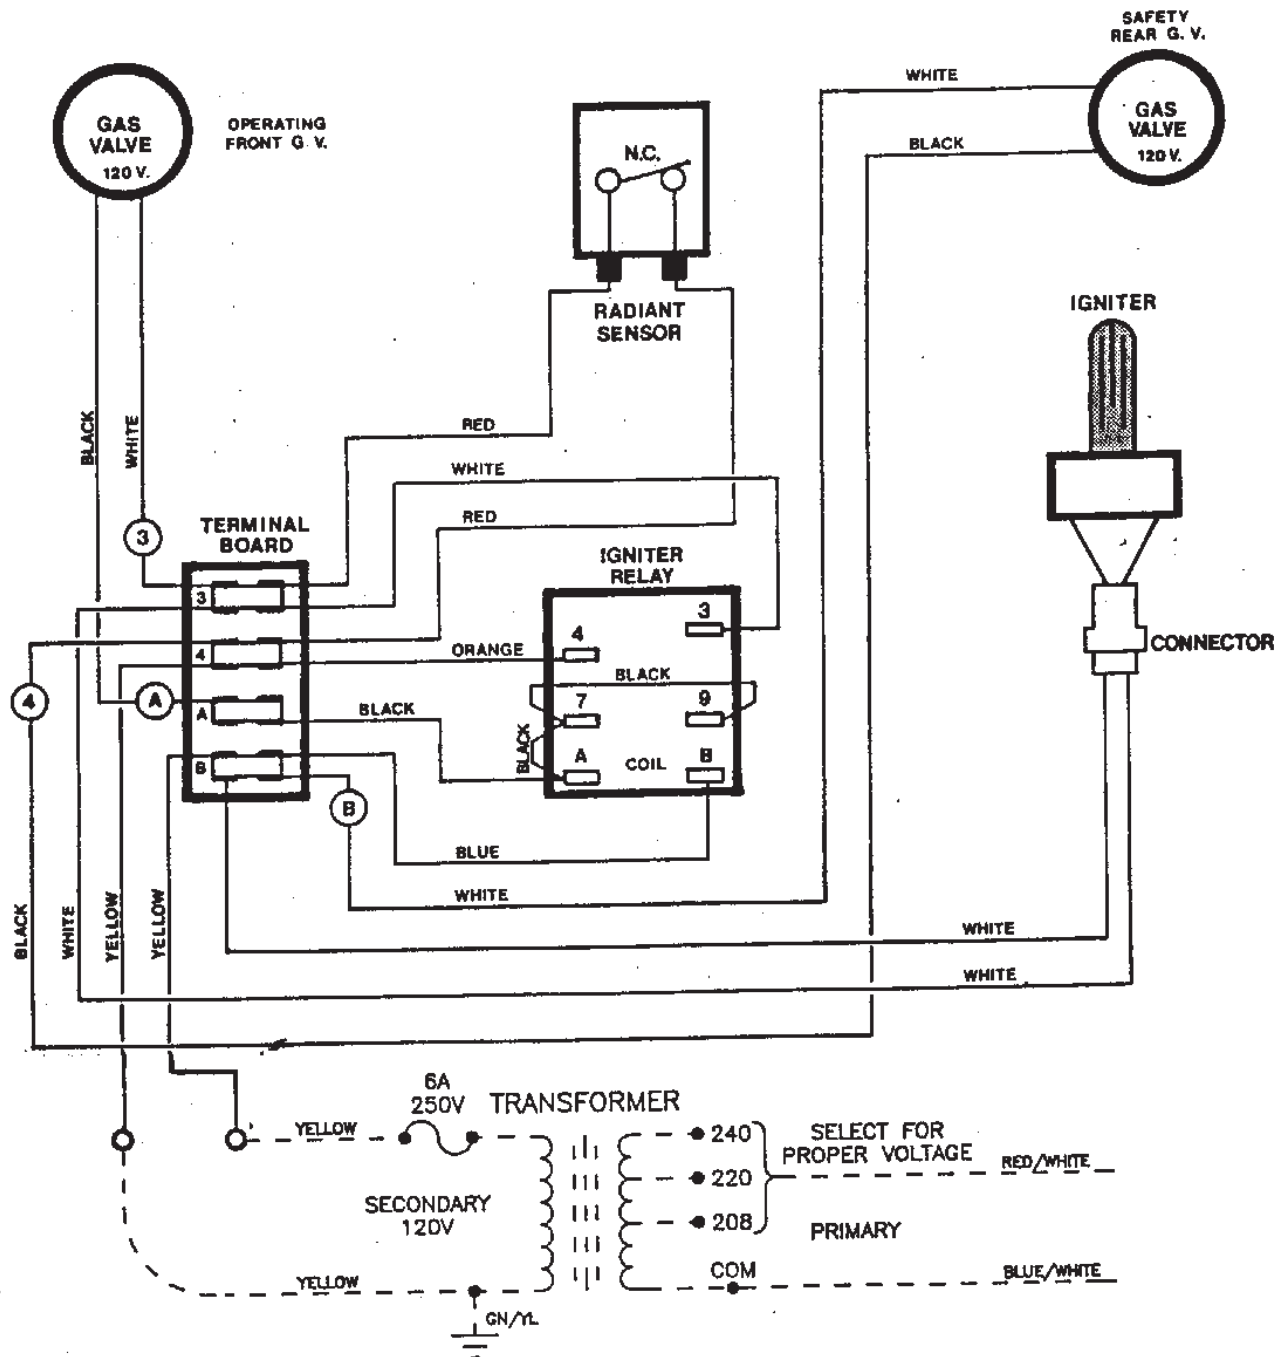 SAFETY
REAR G. V.
GAS
VALVE
120 V.
OPERATING
FRONT G. V.
N.C.
WHITE
GAS
VALVE
120 V.
BLACK
RADIANT
SENSOR
IGNITER
BLACK
WHITE
RED
WHITE
RED
3
TERMINAL
BOARD
IGNITER
RELAY
3
4
A
B
4
3
7
9
A
COIL
B
ORANGE
BLACK
BLACK
BLACK
CONNECTOR
4
A
B
BLUE
WHITE
BLACK
WHITE
YELLOW
YELLOW
WHITE
WHITE
6A
250V
TRANSFORMER
YELLOW
240
220
208
SELECT FOR
PROPER VOLTAGE
RED/WHITE
SECONDARY
120V
PRIMARY
YELLOW
COM
BLUE/WHITE
GN/YL